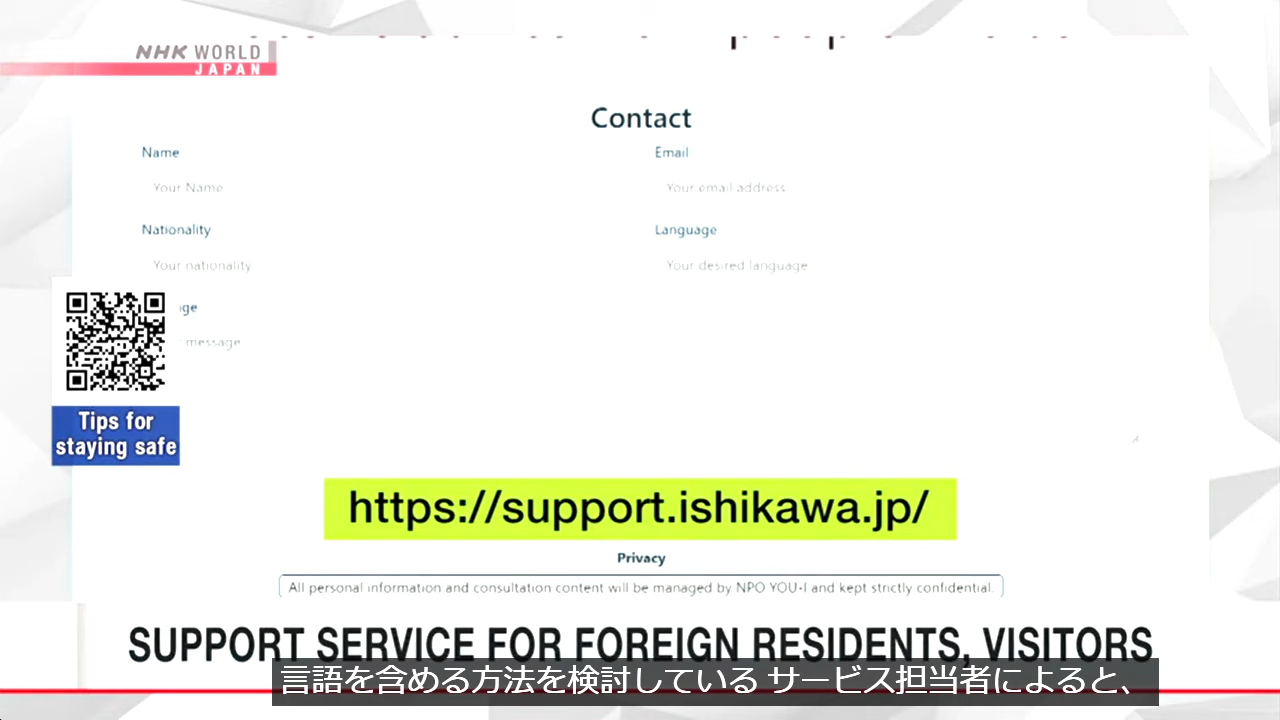 NHK WORLD
JAPAN
Contact
Name
Email
Your Name
Your email address
Nationality
Language
Your nationality
Your desired language
ge
message
Tips for
staying safe
https://support.ishikawa.jp/
Privacy
All personal information and consultation content will be managed by NPO YOU-I and kept strictly confidential.
SUPPORT SERVICE FOR FOREIGN RESIDENTS, VISITORS
言語を含める方法を検討している サービス担当者によると、